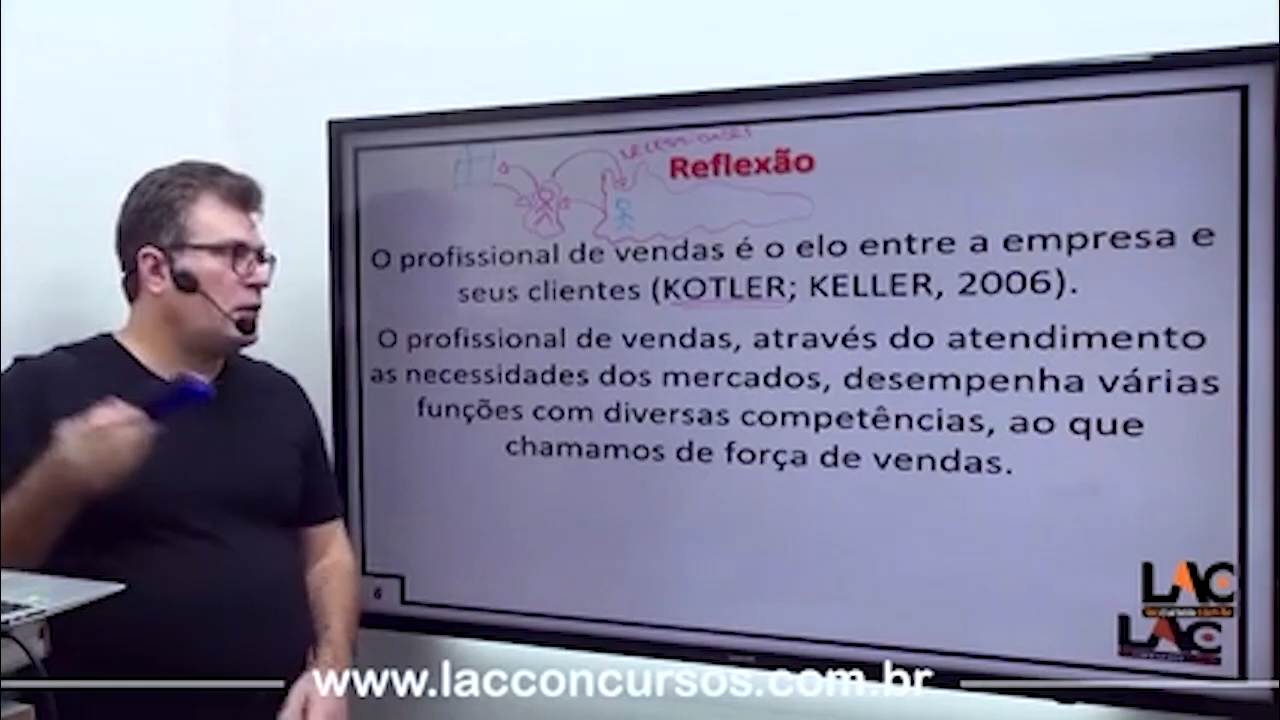 NECESSIDADES
Reflexão
O profissional de vendas é o elo entre a empresa e
seus clientes (KOTLER; KELLER, 2006).
O profissional de vendas, através do atendimento
as necessidades dos mercados, desempenha várias
funções com diversas competências, ao que
chamamos de força de vendas.
6
LAC
LAC
www.lacconcursos.com.br